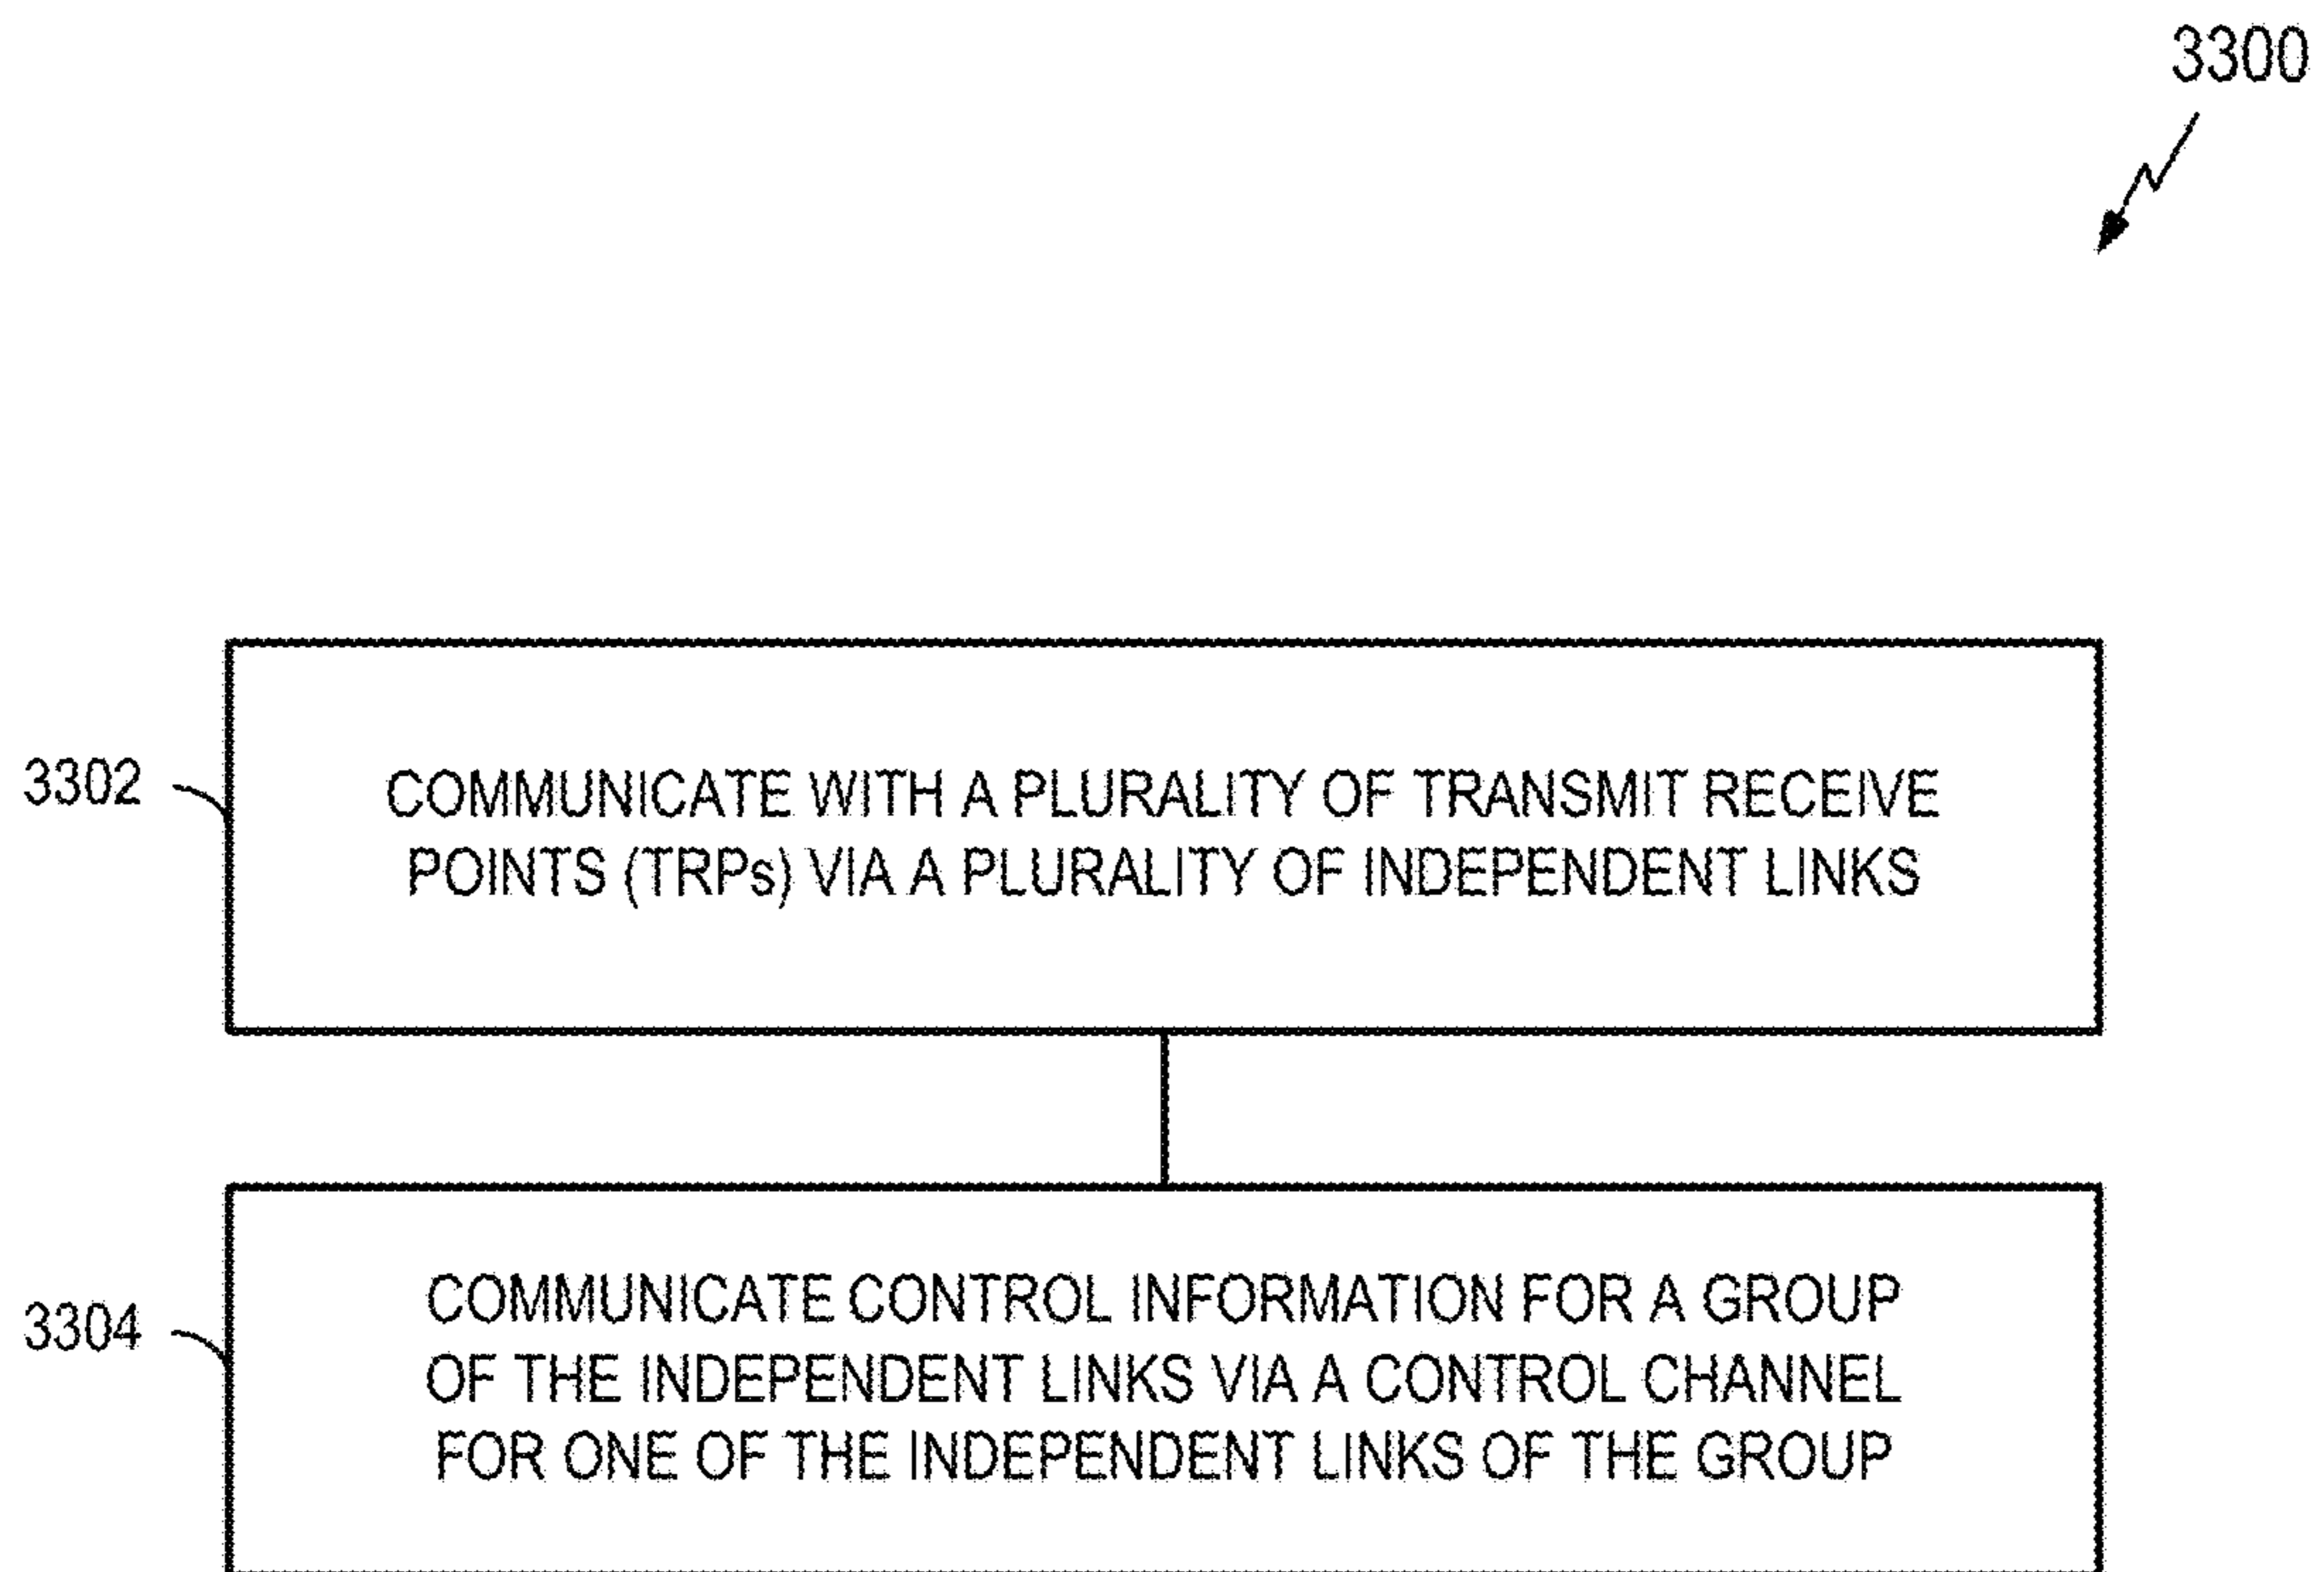 3300
3302
COMMUNICATE WITH A PLURALITY OF TRANSMIT RECEIVE
POINTS (TRPs) VIA A PLURALITY OF INDEPENDENT LINKS
3304
COMMUNICATE CONTROL INFORMATION FOR A GROUP
OF THE INDEPENDENT LINKS VIA A CONTROL CHANNEL
FOR ONE OF THE INDEPENDENT LINKS OF THE GROUP